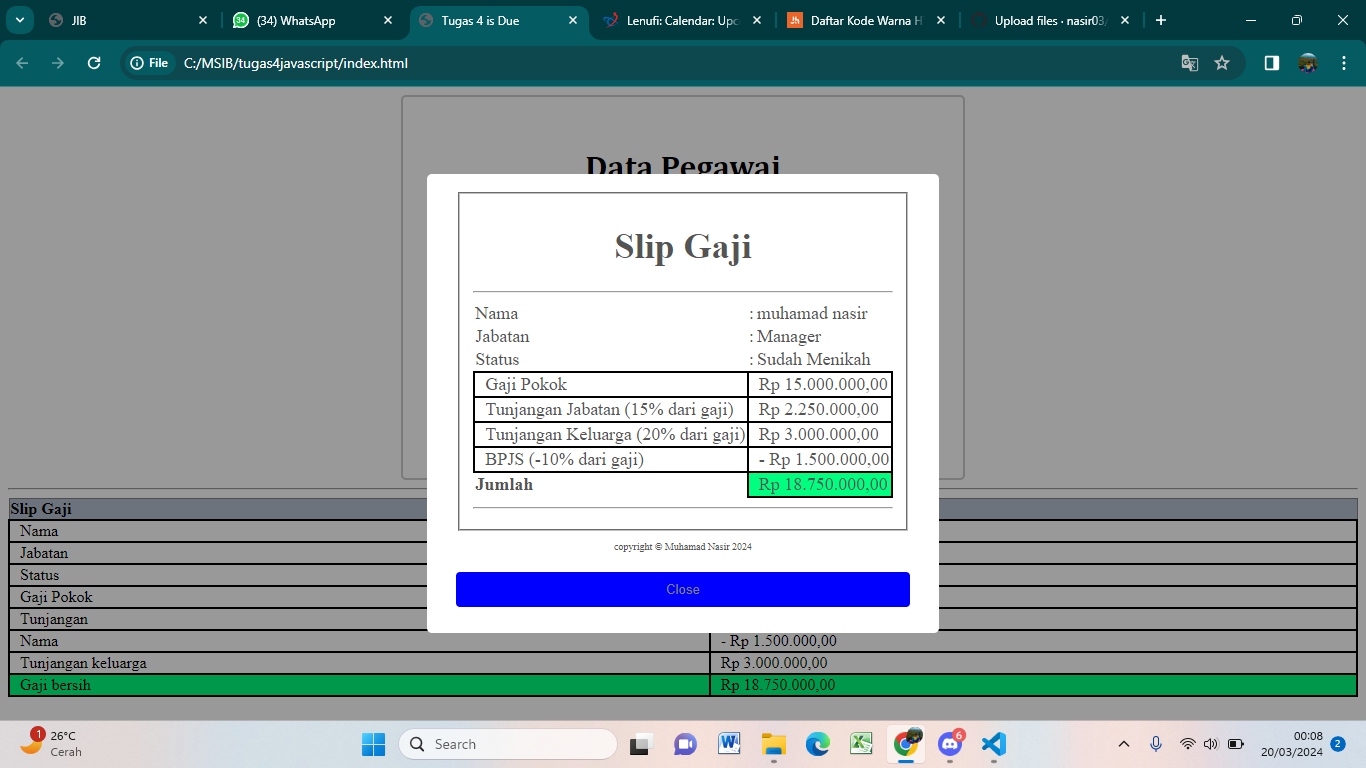 JIB
(34) WhatsApp
Tugas 4 is Due
Lenufi: Calendar: Upc
Daftar Kode Warna H
Upload files · nasir03/
File
C:/MSIB/tugas4javascript/index.html
Data Pegawai
Slip Gaji
Nama : muhamad nasir
Jabatan : Manager
Status : Sudah Menikah
Gaji Pokok Rp 15.000.000,00
Tunjangan Jabatan (15% dari gaji) Rp 2.250.000,00
Tunjangan Keluarga (20% dari gaji) Rp 3.000.000,00
BPJS (-10% dari gaji) - Rp 1.500.000,00
Jumlah Rp 18.750.000,00
copyright © Muhamad Nasir 2024
Close
Slip Gaji
Nama
Jabatan
Status
Gaji Pokok
Tunjangan
Nama - Rp 1.500.000,00
Tunjangan keluarga Rp 3.000.000,00
Gaji bersih Rp 18.750.000,00
1
26°C
Cerah
Search
6
00:08
20/03/2024
2